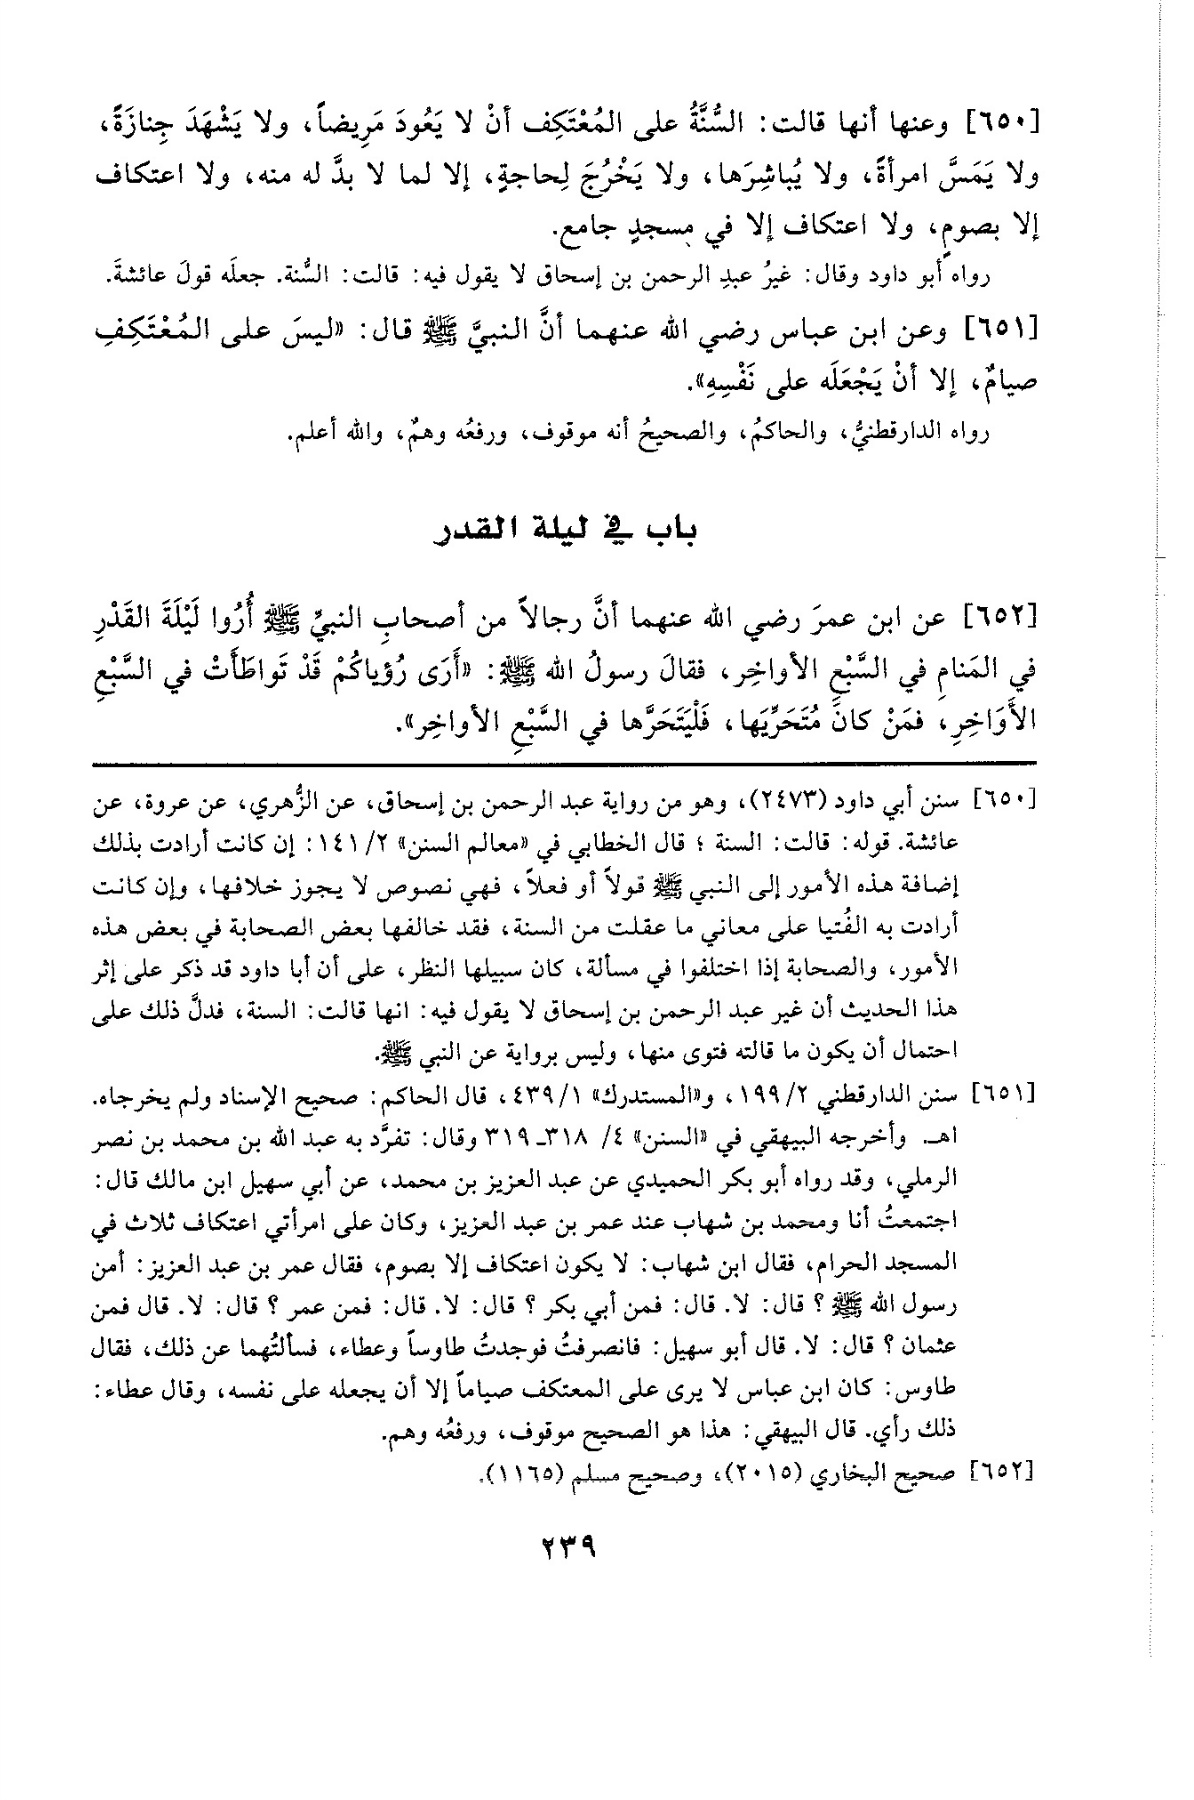 [٦٥٠] وعنها أنها قالت: السُّنَّةُ على المُعْتَكِف أنْ لا يَعُودَ مَرِيضاً، ولا يَشْهَدَ جِنازَةً،
ولا يَمَسَّ امرأةً، ولا يُباشِرَها، ولا يَخْرُجَ لِحاجةٍ، إلا لما لا بدَّ له منه، ولا اعتكاف
إلا بصومٍ، ولا اعتكاف إلا في مسجدٍ جامع.
رواه أبو داود وقال: غيرُ عبدِ الرحمن بن إسحاق لا يقول فيه: قالت: السُّنة. جعلَه قولَ عائشةَ.
[٦٥١] وعن ابن عباس رضي الله عنهما أنَّ النبيَّ ﷺ قال: «ليسَ على المُعْتَكِفِ
صيامٌ، إلا أنْ يَجْعَلَه على نَفْسِهِ».
رواه الدارقطنيُّ، والحاكمُ، والصحيحُ أنه موقوف، ورفعُه وهمٌ، والله أعلم.
باب في ليلة القدر
[٦٥٢] عن ابن عمرَ رضي الله عنهما أنَّ رجالاً من أصحابِ النبيِّ ﷺ أُرُوا لَيْلَةَ القَدْرِ
في المَنامِ في السَّبْعِ الأواخِر، فقالَ رسولُ الله ﷺ: «أَرَى رُؤياكُمْ قَدْ تَواطَأَتْ في السَّبْعِ
الأَوَاخِرِ، فمَنْ كانَ مُتَحَرِّيَها، فَلْيَتَحَرَّها في السَّبْعِ الأواخِر».
[٦٥٠] سنن أبي داود (٢٤٧٣)، وهو من رواية عبد الرحمن بن إسحاق، عن الزُّهري، عن عروة، عن
عائشة. قوله: قالت: السنة ؛ قال الخطابي في «معالم السنن» ٢/ ١٤١: إن كانت أرادت بذلك
إضافة هذه الأمور إلى النبي ﷺ قولاً أو فعلاً، فهي نصوص لا يجوز خلافها، وإن كانت
أرادت به الفُتيا على معاني ما عقلت من السنة، فقد خالفها بعض الصحابة في بعض هذه
الأمور، والصحابة إذا اختلفوا في مسألة، كان سبيلها النظر، على أن أبا داود قد ذكر على إثر
هذا الحديث أن غير عبد الرحمن بن إسحاق لا يقول فيه: انها قالت: السنة، فدلَّ ذلك على
احتمال أن يكون ما قالته فتوى منها، وليس برواية عن النبي ﷺ.
[٦٥١] سنن الدارقطني ٢/ ١٩٩، و«المستدرك» ١/ ٤٣٩، قال الحاكم: صحيح الإسناد ولم يخرجاه.
اهـ. وأخرجه البيهقي في «السنن» ٤/ ٣١٨ـ ٣١٩ وقال: تفرَّد به عبد الله بن محمد بن نصر
الرملي، وقد رواه أبو بكر الحميدي عن عبد العزيز بن محمد، عن أبي سهيل ابن مالك قال:
اجتمعتُ أنا ومحمد بن شهاب عند عمر بن عبد العزيز، وكان على امرأتي اعتكاف ثلاث في
المسجد الحرام، فقال ابن شهاب: لا يكون اعتكاف إلا بصوم، فقال عمر بن عبد العزيز: أمن
رسول الله ﷺ ؟ قال: لا. قال: فمن أبي بكر ؟ قال: لا. قال: فمن عمر ؟ قال: لا. قال فمن
عثمان ؟ قال: لا. قال أبو سهيل: فانصرفتُ فوجدتُ طاوساً وعطاء، فسألتُهما عن ذلك، فقال
طاوس: كان ابن عباس لا يرى على المعتكف صياماً إلا أن يجعله على نفسه، وقال عطاء:
ذلك رأي. قال البيهقي: هذا هو الصحيح موقوف، ورفعُه وهم.
[٦٥٢] صحيح البخاري (٢٠١٥)، وصحيح مسلم (١١٦٥).
٢٣٩